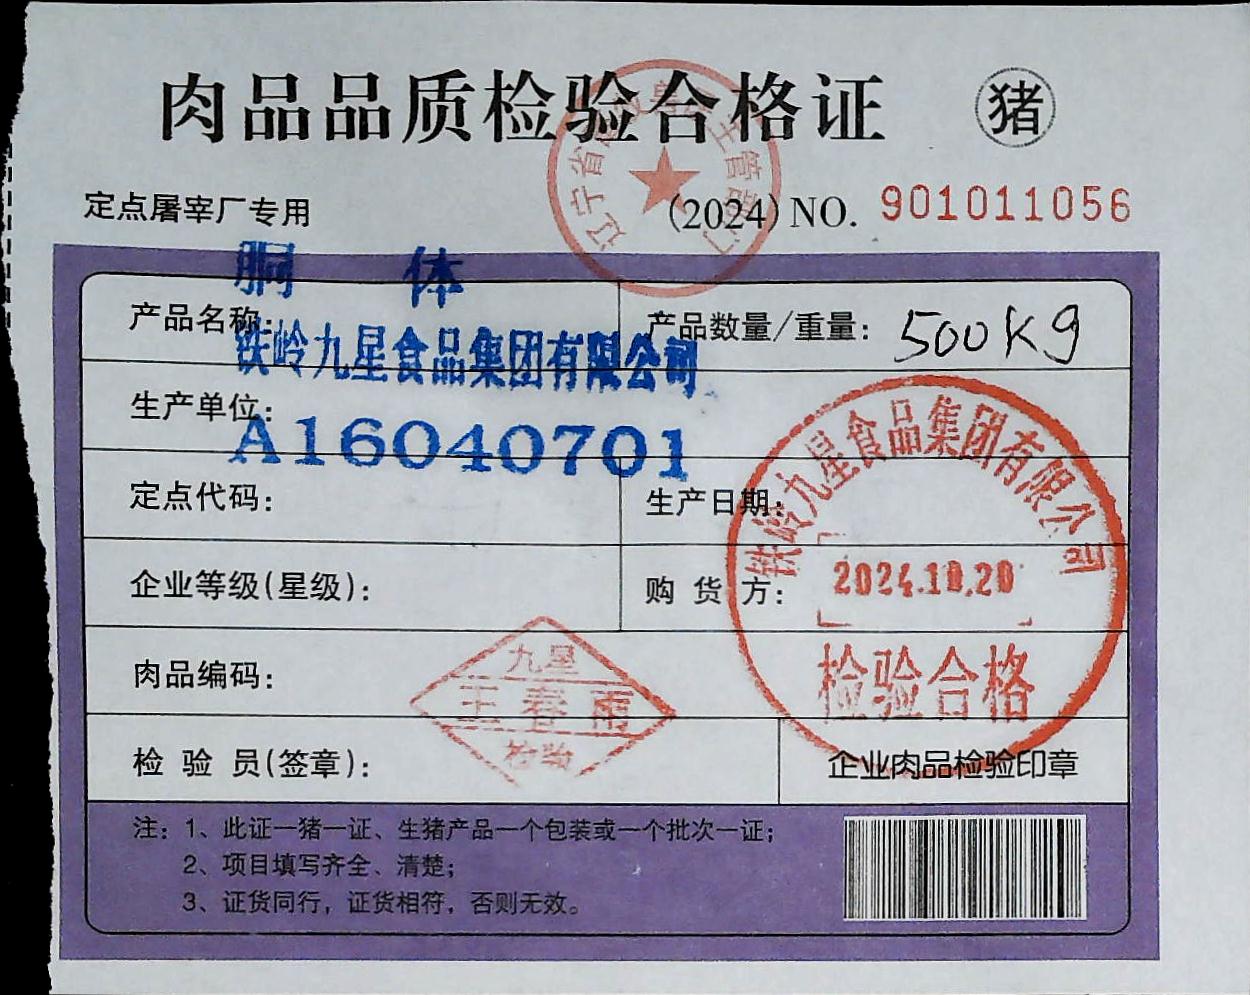 肉品品质检验合格证 猪
定点屠宰厂专用
(2024) NO. 901011056
辽宁省
主管部门
胴 体
产品名称:
产品数量/重量: 500Kg
铁岭九星食品集团有限公司
生产单位:
A16040701
定点代码:
生产日期:
企业等级(星级):
购 货 方:
铁岭九星食品集团有限公司
2024.10.20
检验合格
肉品编码:
九星
王春雨
检验
检 验 员(签章):
企业肉品检验印章
注: 1、此证一猪一证、生猪产品一个包装或一个批次一证;
2、项目填写齐全、清楚;
3、证货同行, 证货相符, 否则无效。